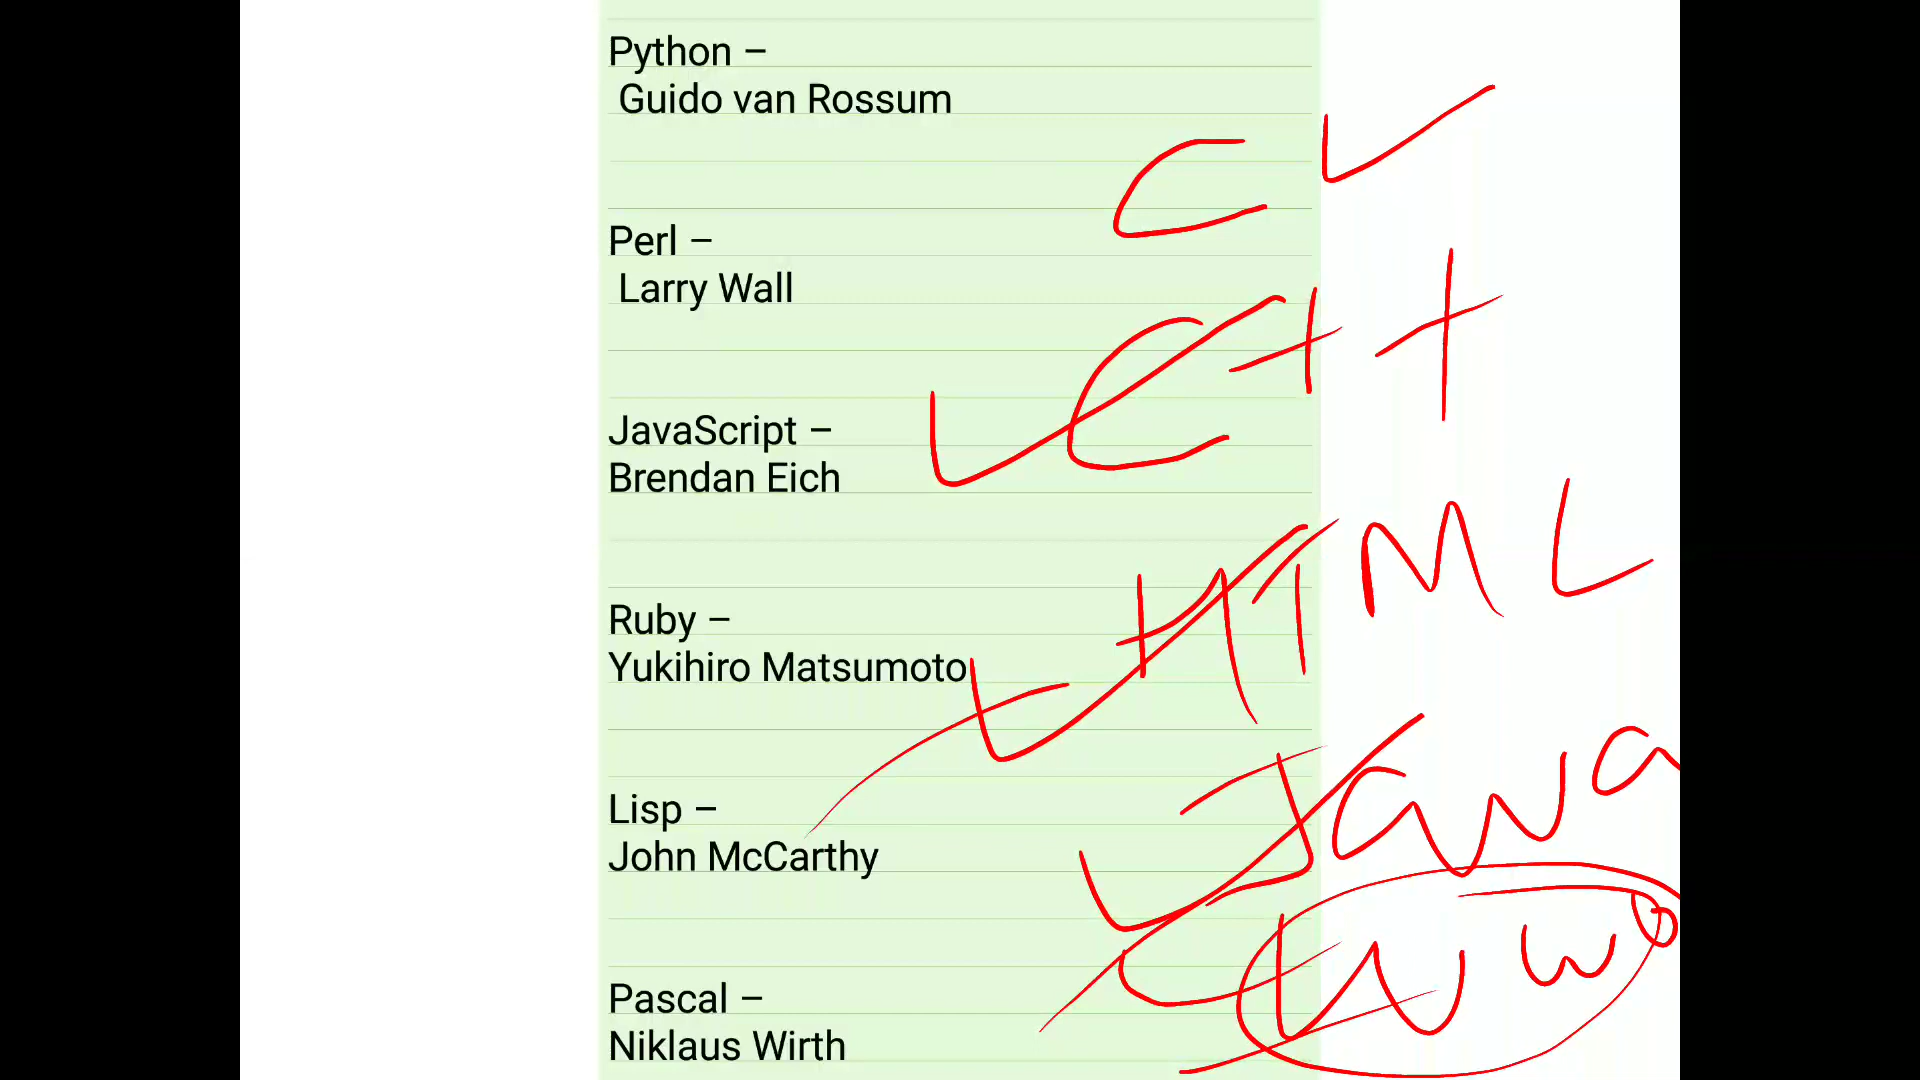 Python –
Guido van Rossum
C
Perl –
Larry Wall
C++
JavaScript –
Brendan Eich
HTML
Ruby –
Yukihiro Matsumoto
Java
Lisp –
John McCarthy
Pascal –
Niklaus Wirth